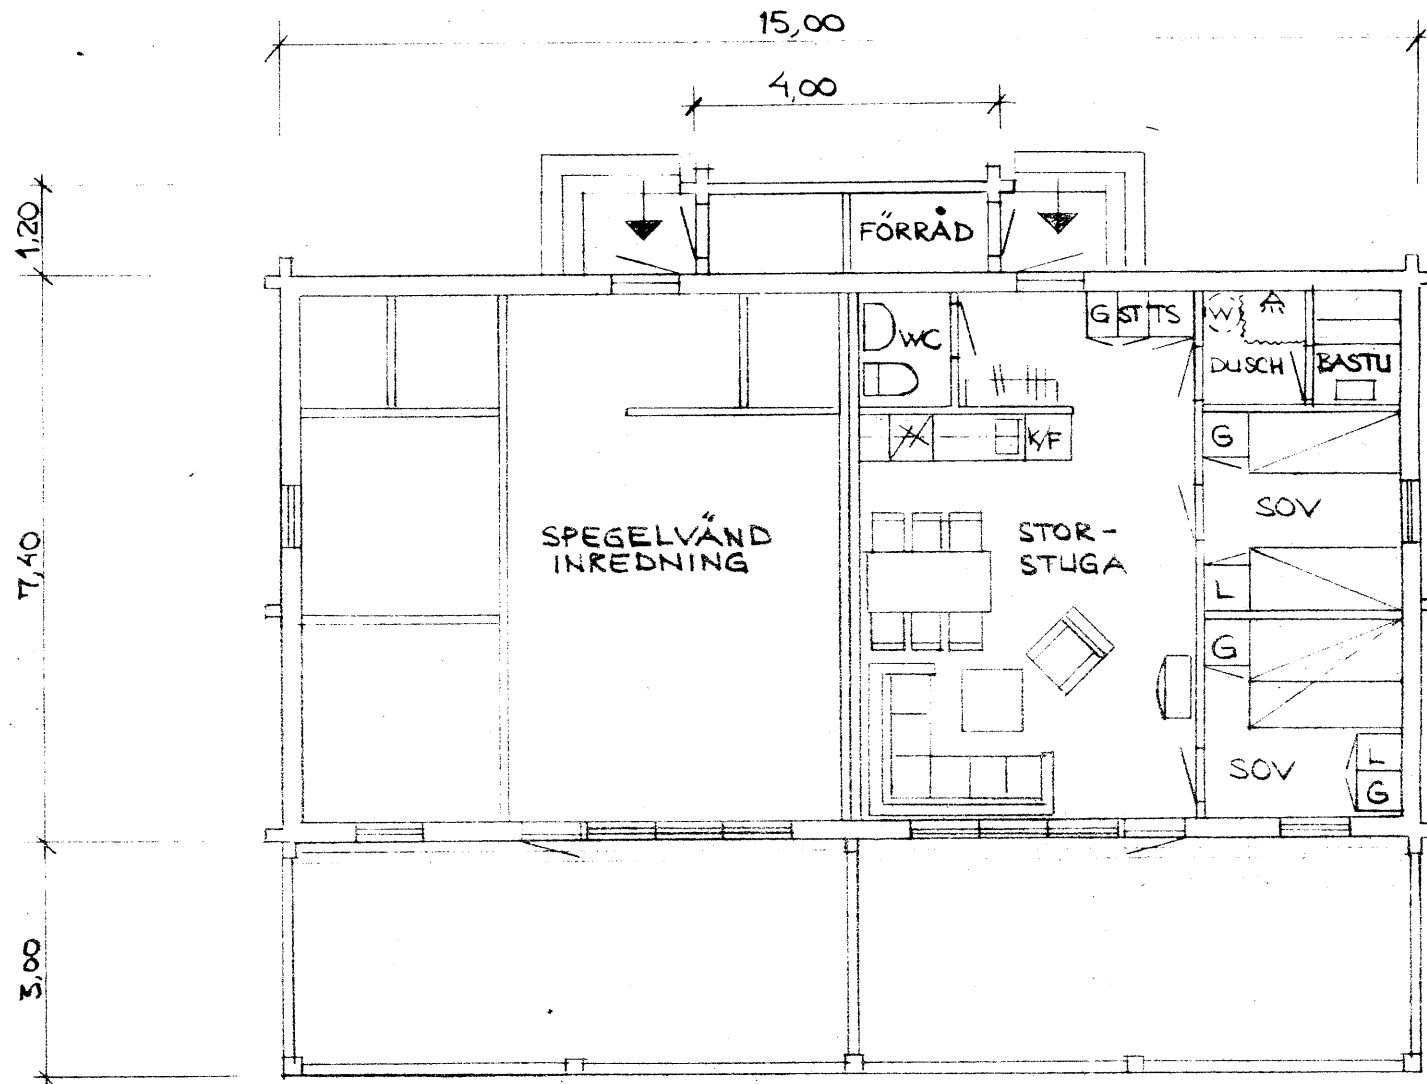 15,00
4,00
1,20
FÖRRÅD
G ST TS
W
WC
DUSCH
BASTU
K/F
G
7,40
SPEGELVÄND
INREDNING
STOR-
STUGA
SOV
L
G
SOV
L
G
3,00